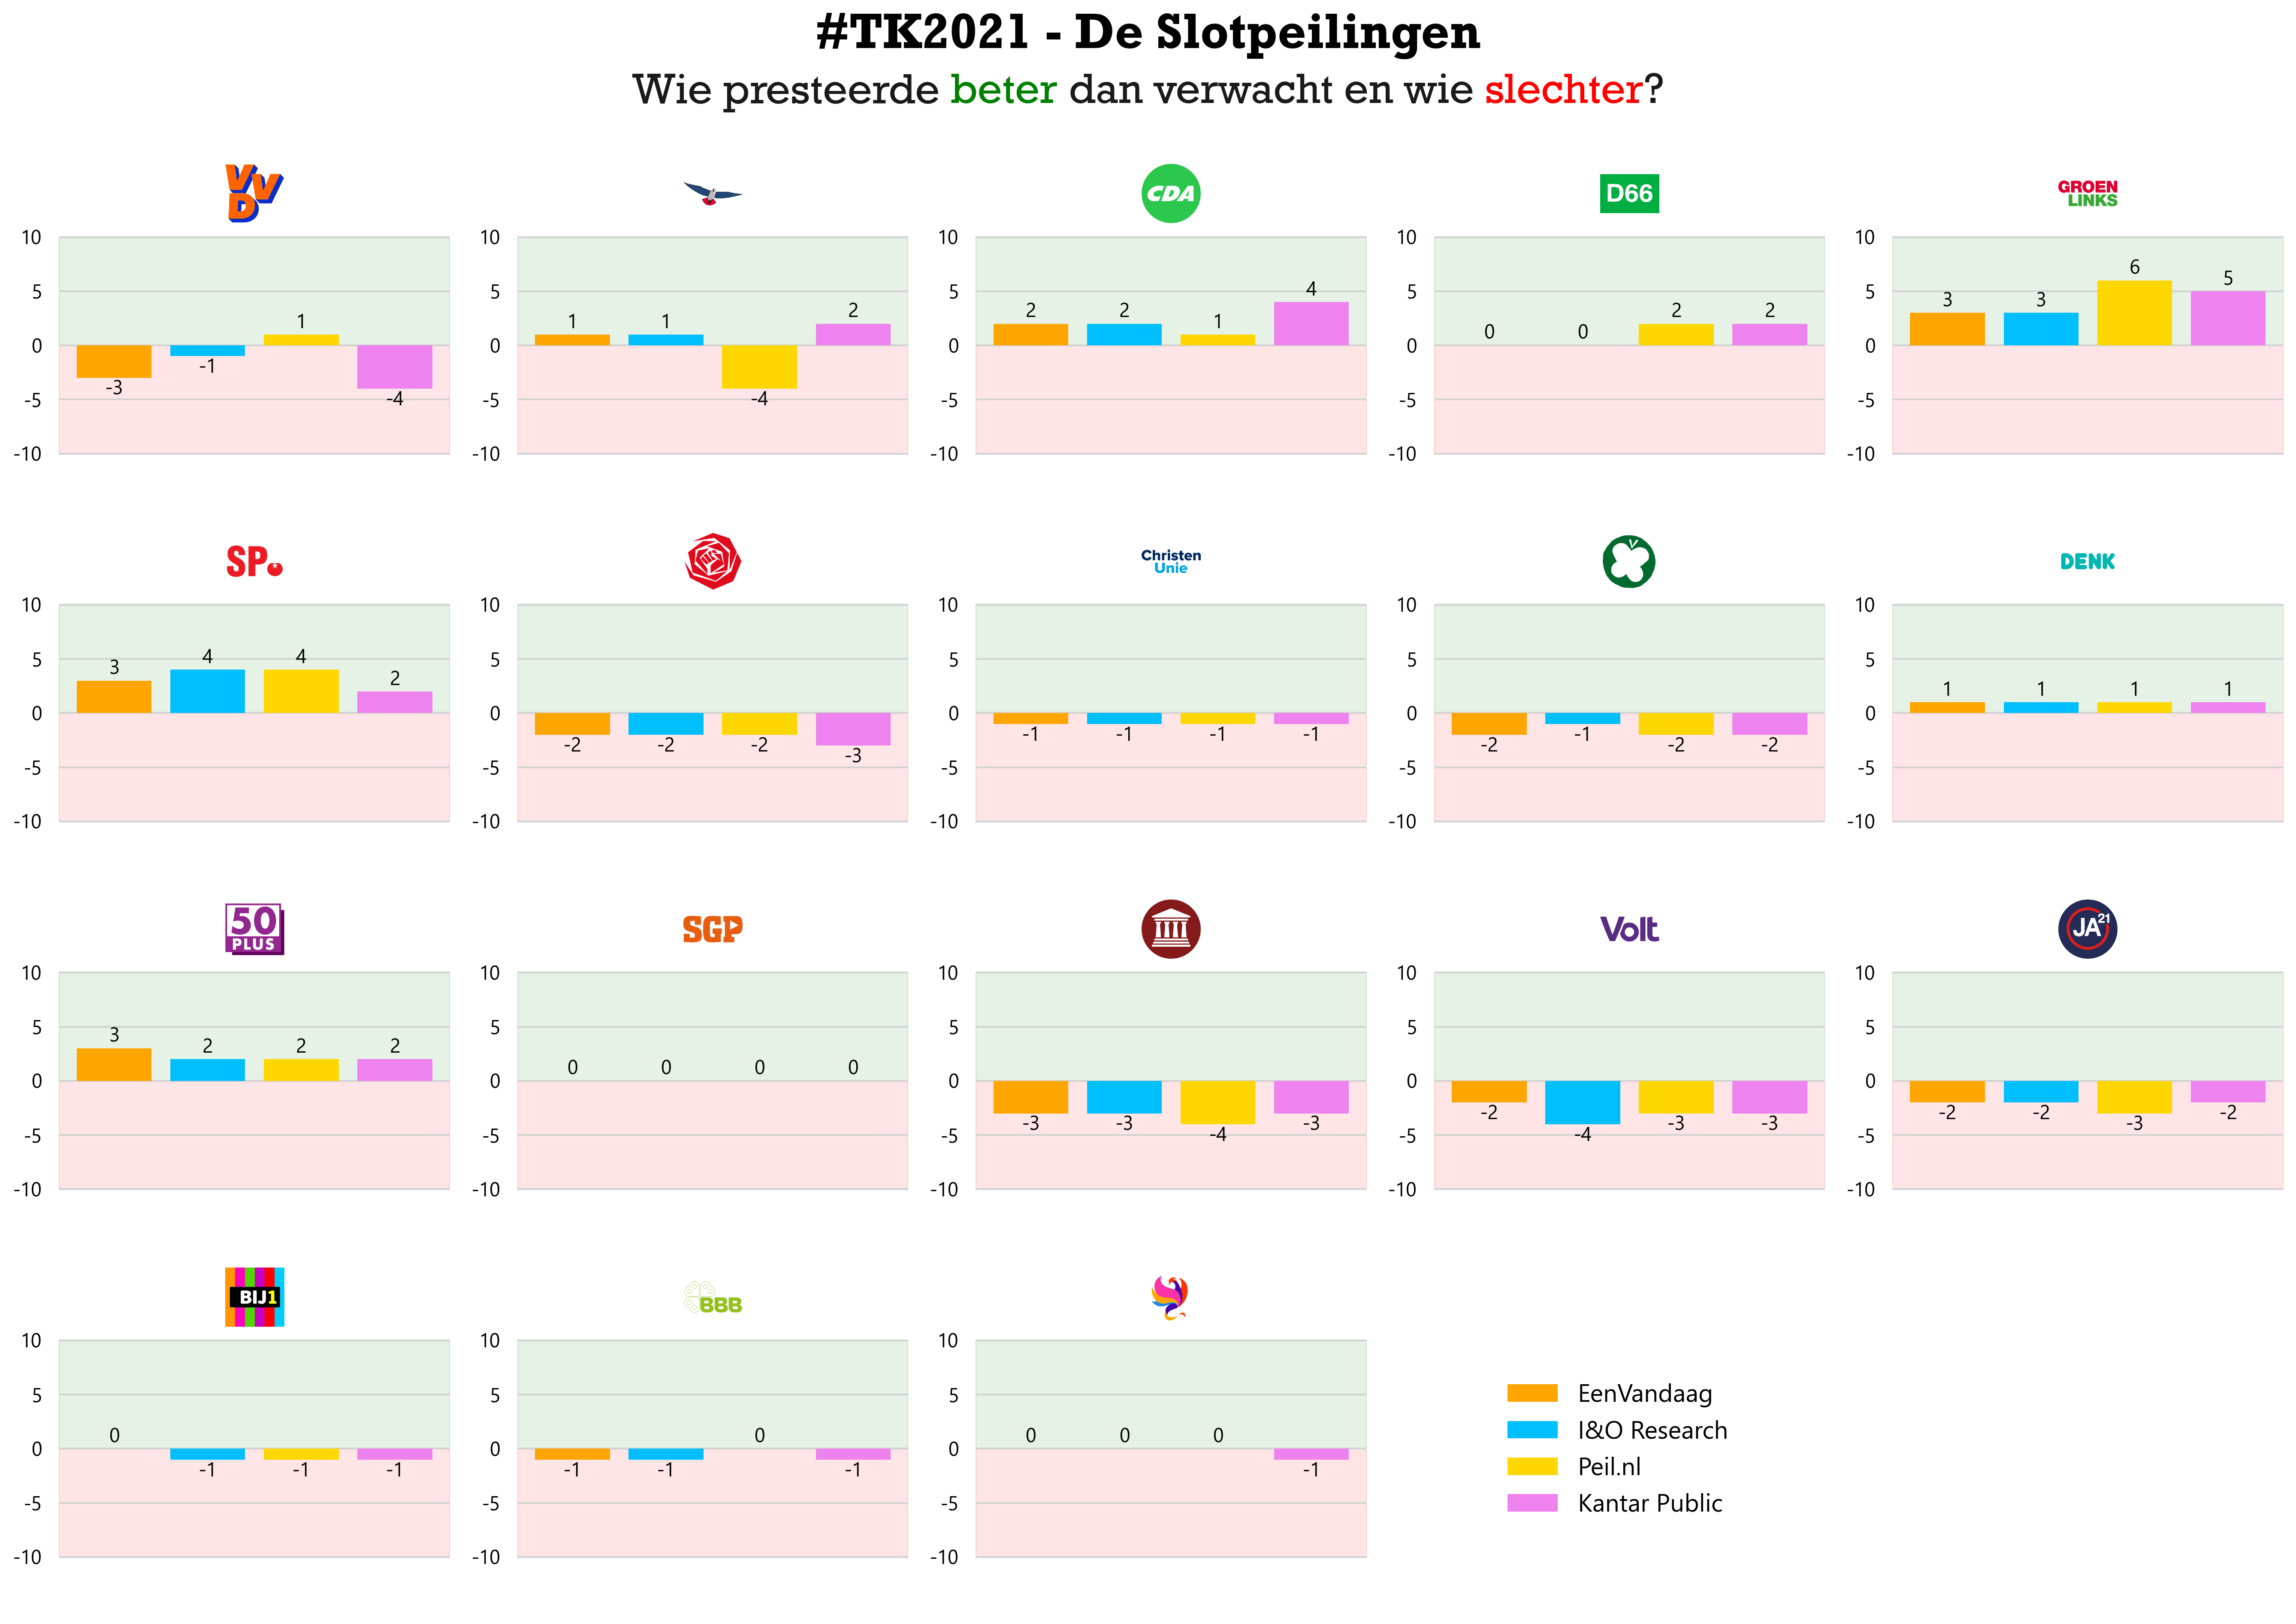 #TK2021 - De Slotpeilingen
Wie presteerde beter dan verwacht en wie slechter?
VVD
CDA
D66
GROEN
LINKS
10 10 10 10 10
5 5 5 5 5
0 0 0 0 0
-5 -5 -5 -5 -5
-10 -10 -10 -10 -10
-3 -1 1 -4
1 1 -4 2
2 2 1 4
0 0 2 2
3 3 6 5
SP
Christen
Unie
DENK
10 10 10 10 10
5 5 5 5 5
0 0 0 0 0
-5 -5 -5 -5 -5
-10 -10 -10 -10 -10
3 4 4 2
-2 -2 -2 -3
-1 -1 -1 -1
-2 -1 -2 -2
1 1 1 1
50
PLUS
SGP
Volt
JA21
10 10 10 10 10
5 5 5 5 5
0 0 0 0 0
-5 -5 -5 -5 -5
-10 -10 -10 -10 -10
3 2 2 2
0 0 0 0
-3 -3 -4 -3
-2 -4 -3 -3
-2 -2 -3 -2
BIJ1
BBB
10 10 10
5 5 5
0 0 0
-5 -5 -5
-10 -10 -10
0 -1 -1 -1
-1 -1 0 -1
0 0 0 -1
EenVandaag
I&O Research
Peil.nl
Kantar Public